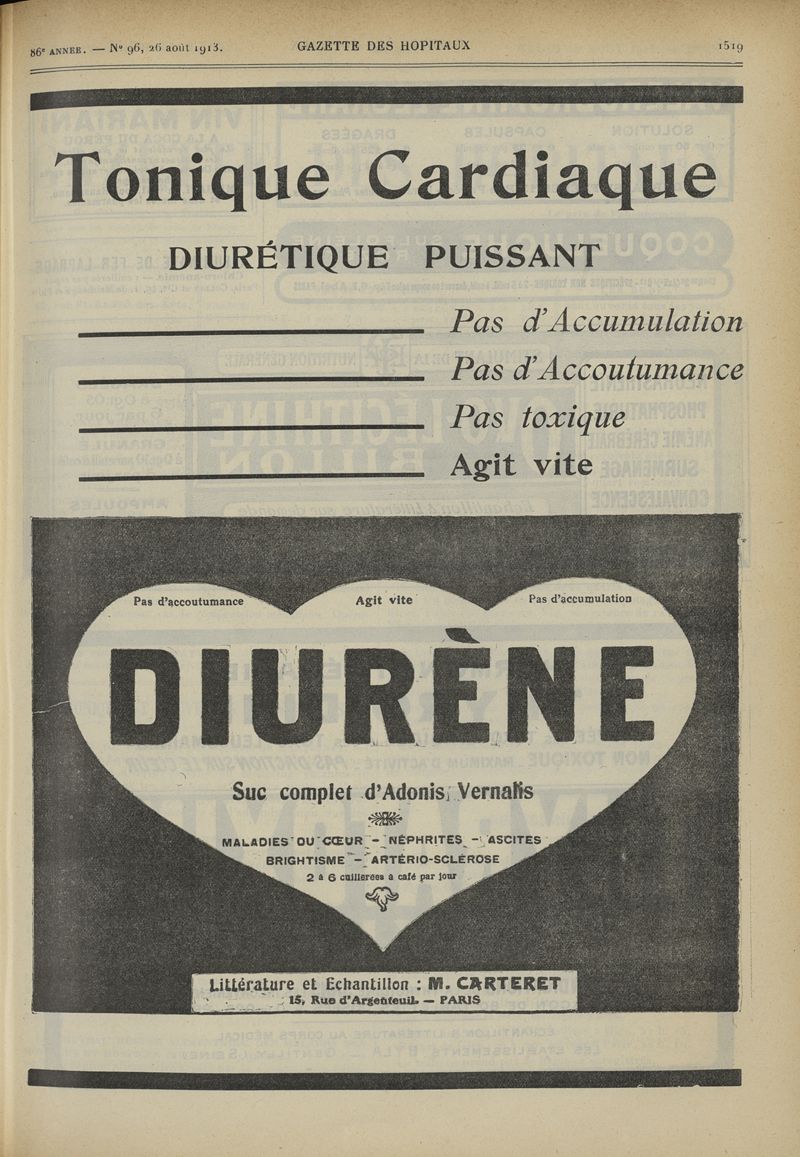 86e ANNÉE. — No 96, 26 août 1913. GAZETTE DES HOPITAUX 1519
Tonique Cardiaque
DIURÉTIQUE PUISSANT
Pas d'Accumulation
Pas d'Accoutumance
Pas toxique
Agit vite
Pas d'accoutumance Agit vite Pas d'accumulation
DIURÈNE
Suc complet d'Adonis Vernalis
MALADIES DU CŒUR - NÉPHRITES - ASCITES
BRIGHTISME - ARTÉRIO-SCLÉROSE
2 à 6 cuillerées à café par jour
Littérature et Echantillon : M. CARTERET
15, Rue d'Argenteuil. — PARIS